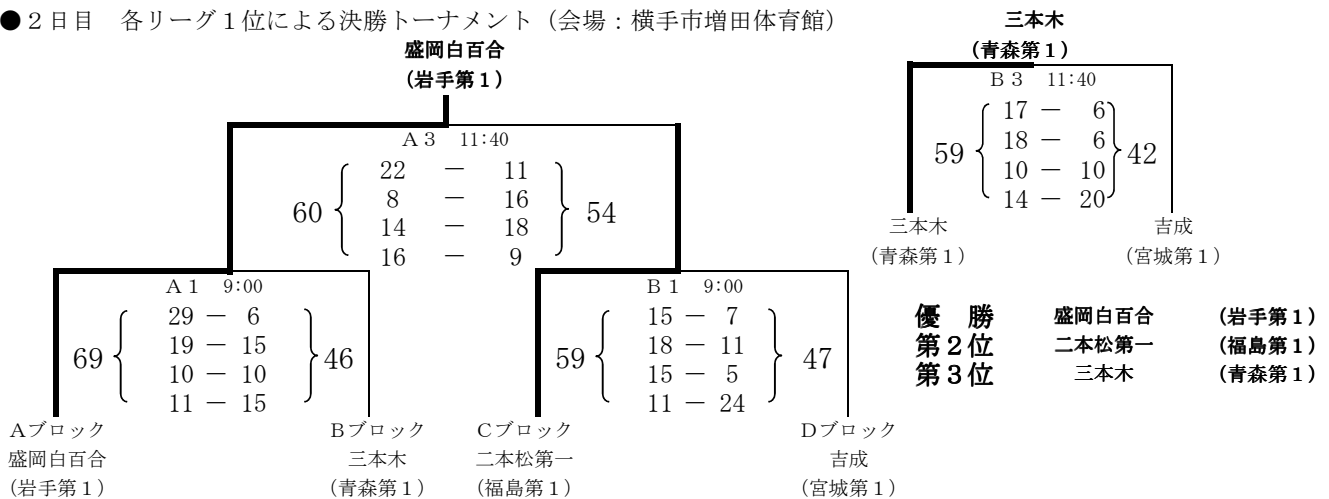 ●2日目　各リーグ1位による決勝トーナメント（会場：横手市増田体育館）
盛岡白百合
(岩手第1)
A3　11:40
60
22 － 11
8 － 16
14 － 18
16 － 9
54
A1　9:00
69
29 － 6
19 － 15
10 － 10
11 － 15
46
B1　9:00
59
15 － 7
18 － 11
15 － 5
11 － 24
47
Aブロック
盛岡白百合
(岩手第1)
Bブロック
三本木
(青森第1)
Cブロック
二本松第一
(福島第1)
Dブロック
吉成
(宮城第1)
三本木
(青森第1)
B3　11:40
59
17 － 6
18 － 6
10 － 10
14 － 20
42
三本木
(青森第1)
吉成
(宮城第1)
優　勝　盛岡白百合　(岩手第1)
第2位　二本松第一　(福島第1)
第3位　三本木　(青森第1)